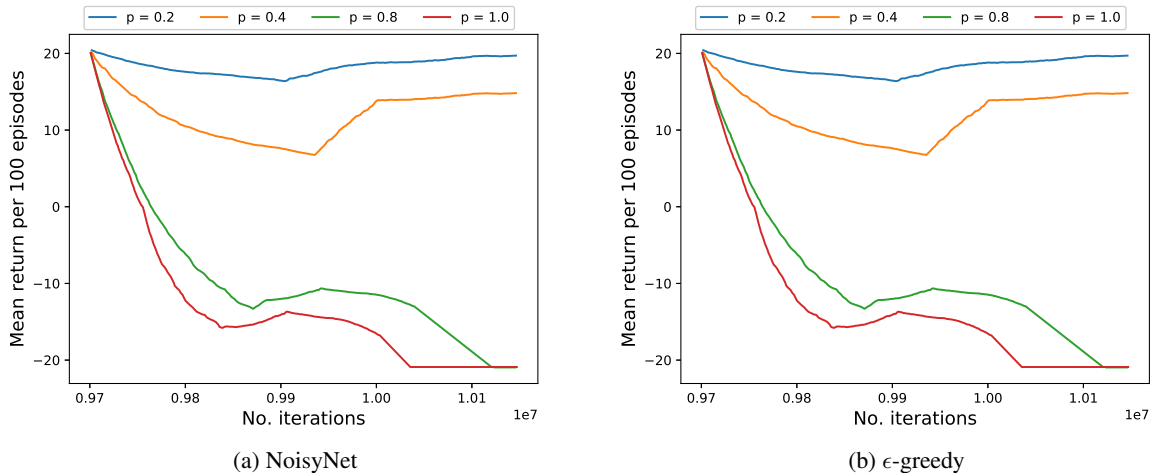 p = 0.2 p = 0.4 p = 0.8 p = 1.0
Mean return per 100 episodes
20
10
0
−10
−20
0.97 0.98 0.99 1.00 1.01
1e7
No. iterations
(a) NoisyNet
p = 0.2 p = 0.4 p = 0.8 p = 1.0
Mean return per 100 episodes
20
10
0
−10
−20
0.97 0.98 0.99 1.00 1.01
1e7
No. iterations
(b) ϵ-greedy